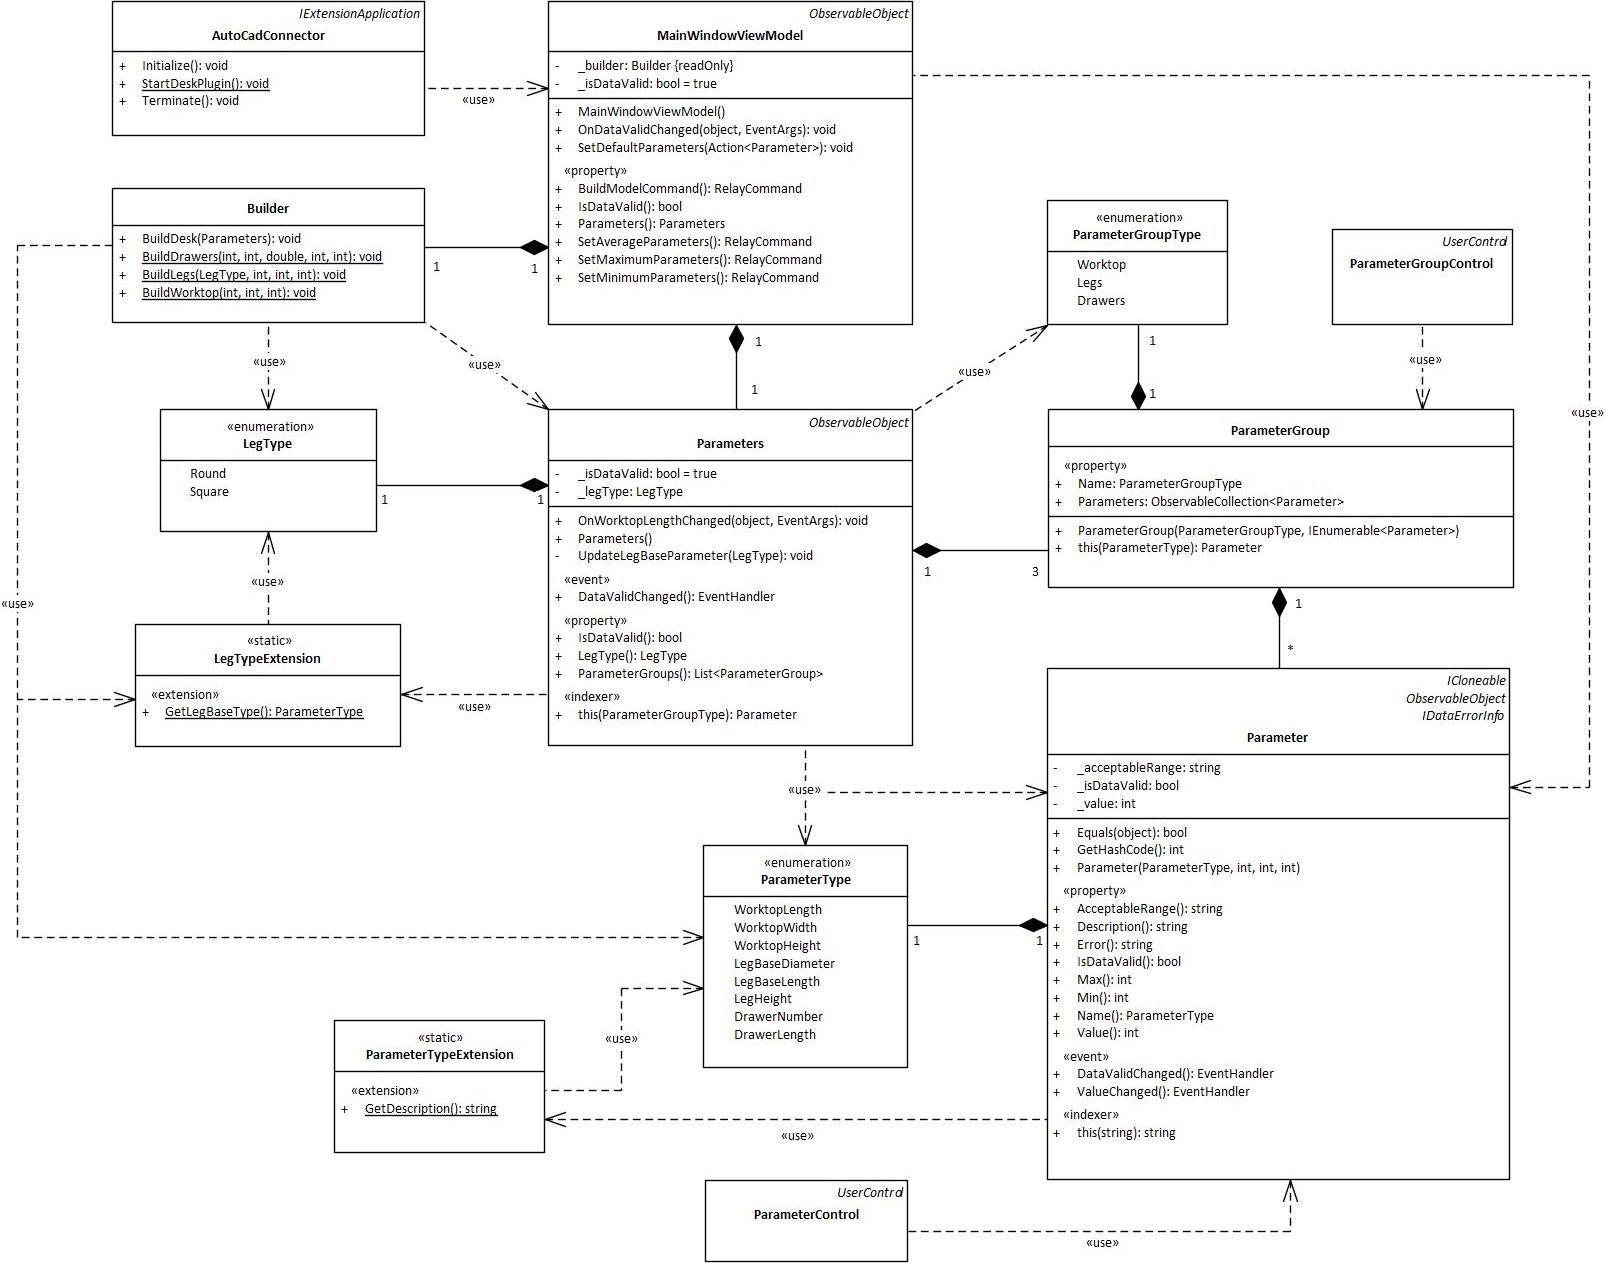 IExtensionApplication
AutoCadConnector
+ Initialize(): void
+ StartDeskPlugin(): void
+ Terminate(): void
«use»
ObservableObject
MainWindowViewModel
- _builder: Builder {readOnly}
- _isDataValid: bool = true
+ MainWindowViewModel()
+ OnDataValidChanged(object, EventArgs): void
+ SetDefaultParameters(Action<Parameter>): void
«property»
+ BuildModelCommand(): RelayCommand
+ IsDataValid(): bool
+ Parameters(): Parameters
+ SetAverageParameters(): RelayCommand
+ SetMaximumParameters(): RelayCommand
+ SetMinimumParameters(): RelayCommand
Builder
+ BuildDesk(Parameters): void
+ BuildDrawers(int, int, double, int, int): void
+ BuildLegs(LegType, int, int, int): void
+ BuildWorktop(int, int, int): void
1
1
«enumeration»
ParameterGroupType
Worktop
Legs
Drawers
UserControl
ParameterGroupControl
«use»
«use»
1
1
«use»
1
1
«use»
«use»
«enumeration»
LegType
Round
Square
1
1
ObservableObject
Parameters
- _isDataValid: bool = true
- _legType: LegType
+ OnWorktopLengthChanged(object, EventArgs): void
+ Parameters()
- UpdateLegBaseParameter(LegType): void
«event»
+ DataValidChanged(): EventHandler
«property»
+ IsDataValid(): bool
+ LegType(): LegType
+ ParameterGroups(): List<ParameterGroup>
«indexer»
+ this(ParameterGroupType): Parameter
ParameterGroup
«property»
+ Name: ParameterGroupType
+ Parameters: ObservableCollection<Parameter>
+ ParameterGroup(ParameterGroupType, IEnumerable<Parameter>)
+ this(ParameterType): Parameter
«use»
1
3
«use»
«use»
1
*
«static»
LegTypeExtension
«extension»
+ GetLegBaseType(): ParameterType
«use»
ICloneable
ObservableObject
IDataErrorInfo
Parameter
- _acceptableRange: string
- _isDataValid: bool
- _value: int
+ Equals(object): bool
+ GetHashCode(): int
+ Parameter(ParameterType, int, int, int)
«property»
+ AcceptableRange(): string
+ Description(): string
+ Error(): string
+ IsDataValid(): bool
+ Max(): int
+ Min(): int
+ Name(): ParameterType
+ Value(): int
«event»
+ DataValidChanged(): EventHandler
+ ValueChanged(): EventHandler
«indexer»
+ this(string): string
«use»
«enumeration»
ParameterType
WorktopLength
WorktopWidth
WorktopHeight
LegBaseDiameter
LegBaseLength
LegHeight
DrawerNumber
DrawerLength
1
1
«static»
ParameterTypeExtension
«extension»
+ GetDescription(): string
«use»
«use»
UserControl
ParameterControl
«use»